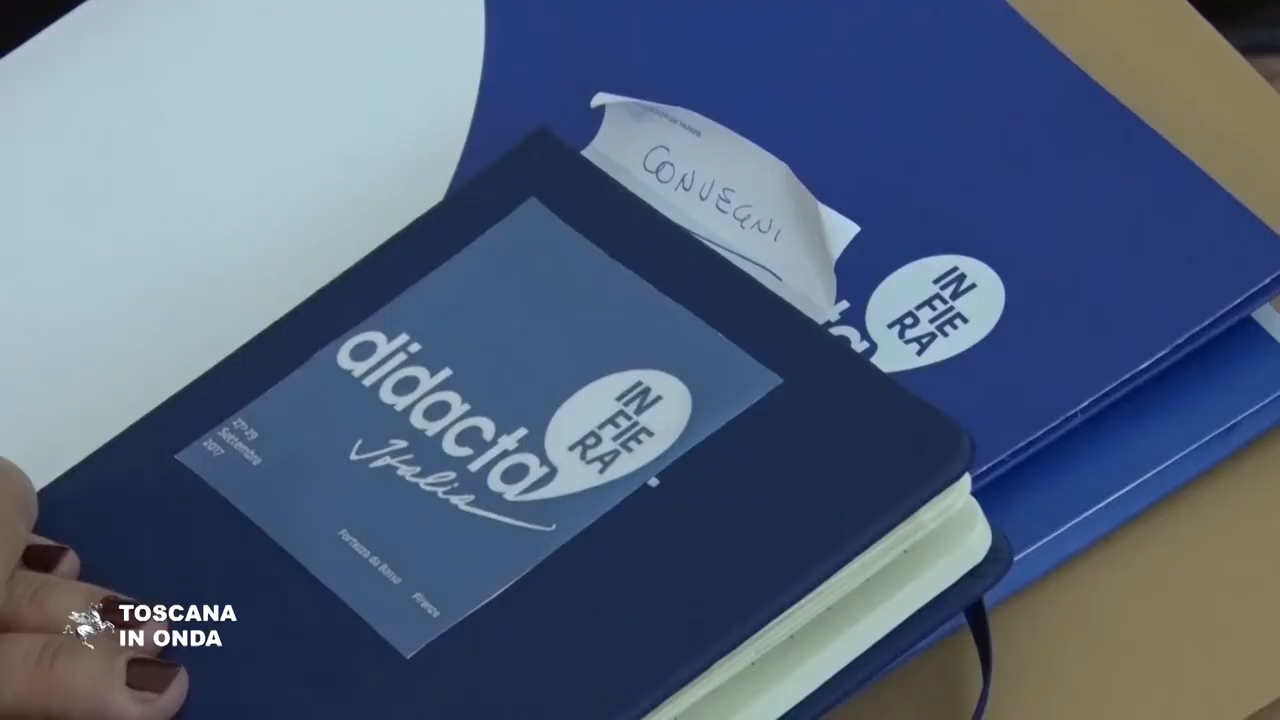 CONVEGNI
ta
IN
FIE
RA
didacta
IN
FIE
RA
Italia
27-29
Settembre
2017
Fortezza da Basso
Firenze
TOSCANA
IN ONDA